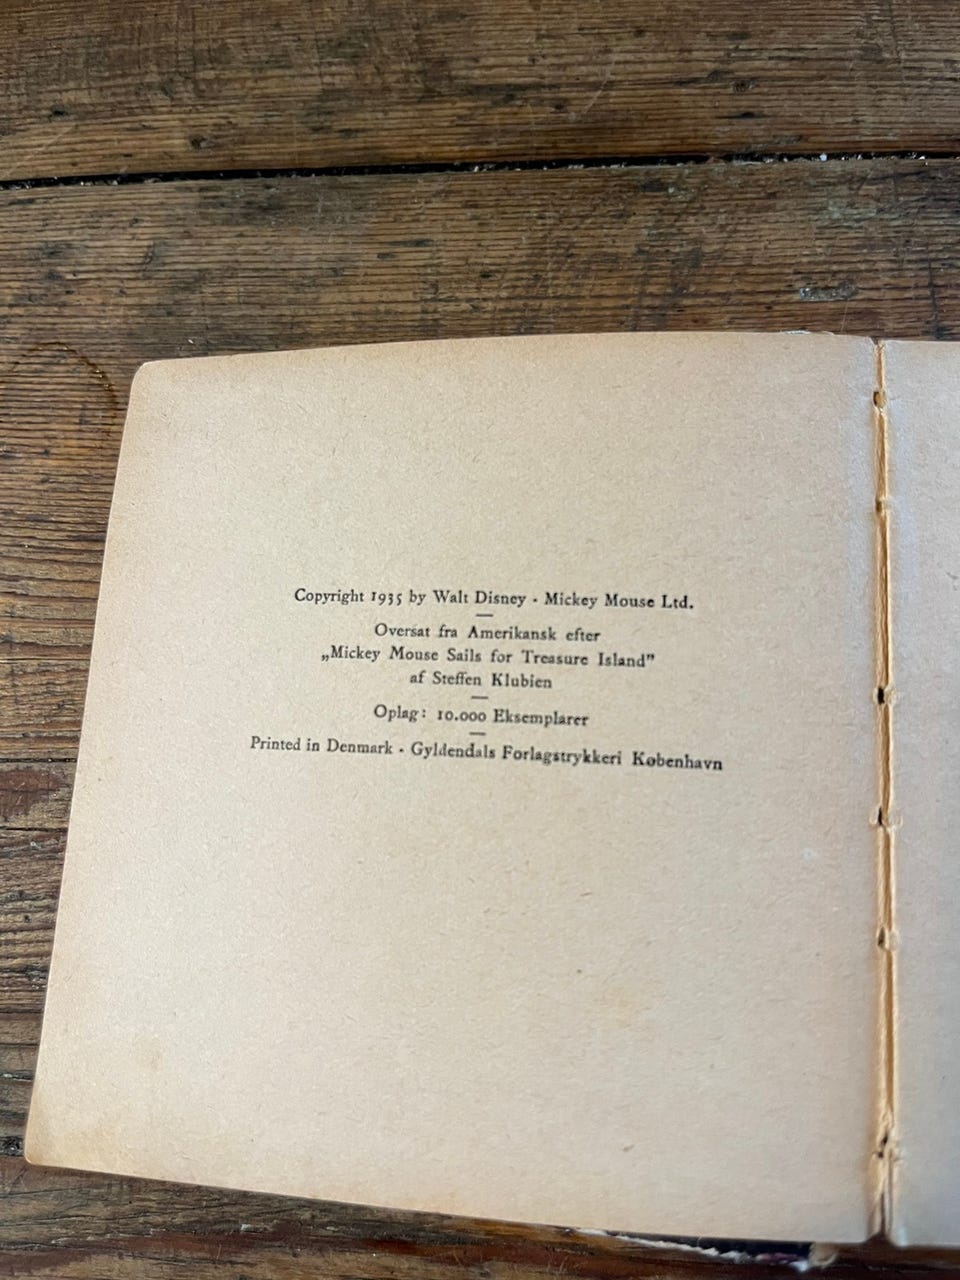 Copyright 1935 by Walt Disney - Mickey Mouse Ltd.
Oversat fra Amerikansk efter
„Mickey Mouse Sails for Treasure Island”
af Steffen Klubien
Oplag: 10.000 Eksemplarer
Printed in Denmark - Gyldendals Forlagstrykkeri København